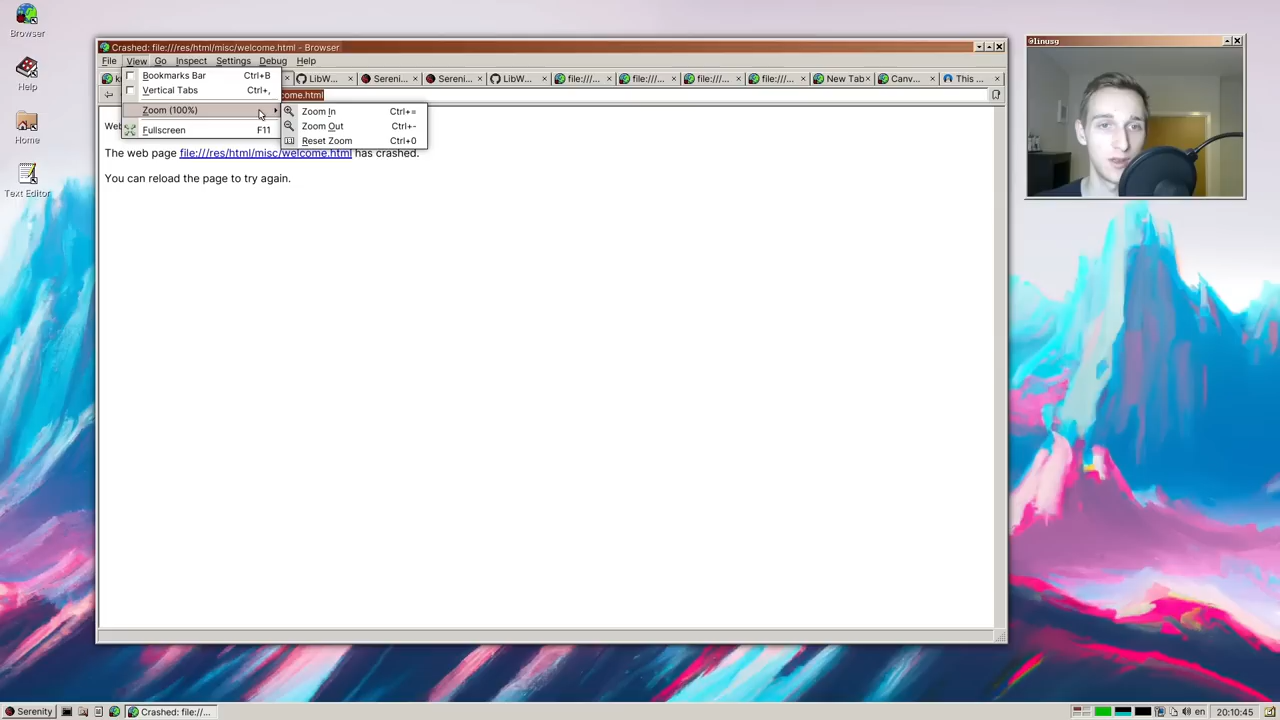 Browser
Help
Home
Text Editor
Crashed: file:///res/html/misc/welcome.html - Browser
File View Go Inspect Settings Debug Help
LibW... Sereni... Sereni... LibW... file:///... file:///... file:///... file:///... New Tab Canv... This ...
Bookmarks Bar Ctrl+B
Vertical Tabs Ctrl+,
Zoom (100%)
Fullscreen F11
Zoom In Ctrl+=
Zoom Out Ctrl+-
Reset Zoom Ctrl+0
come.html
The web page file:///res/html/misc/welcome.html has crashed.
You can reload the page to try again.
@linusg
Serenity
Crashed: file://...
en
20:10:45